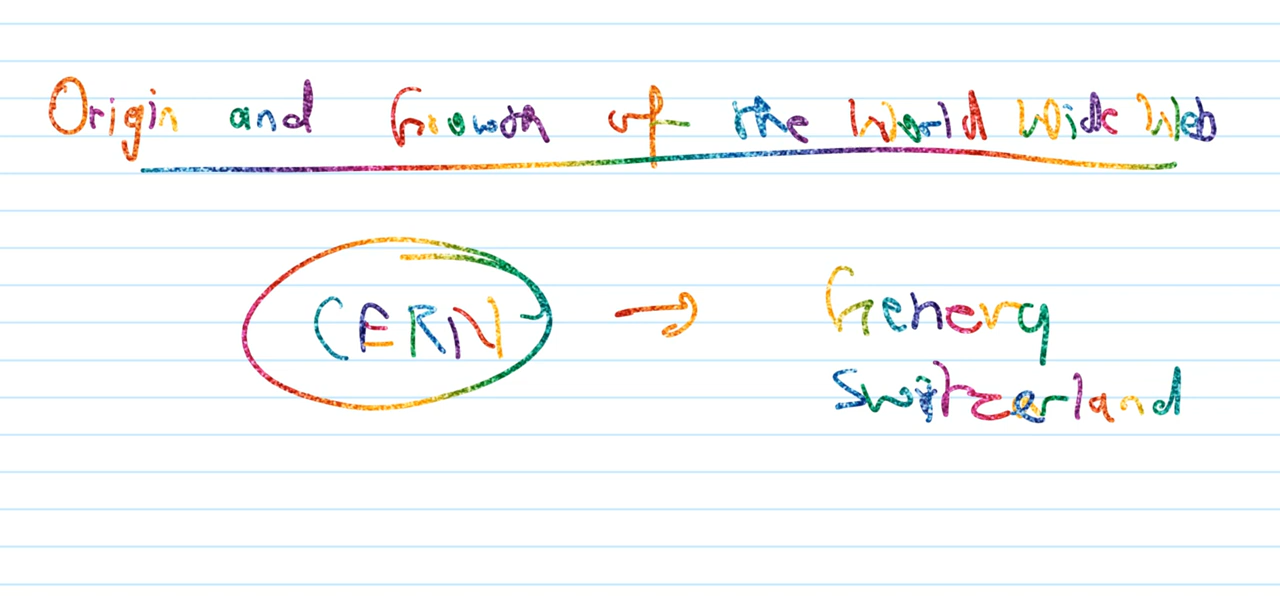 Origin and Growth of the World Wide Web
CERN → Geneva
Switzerland